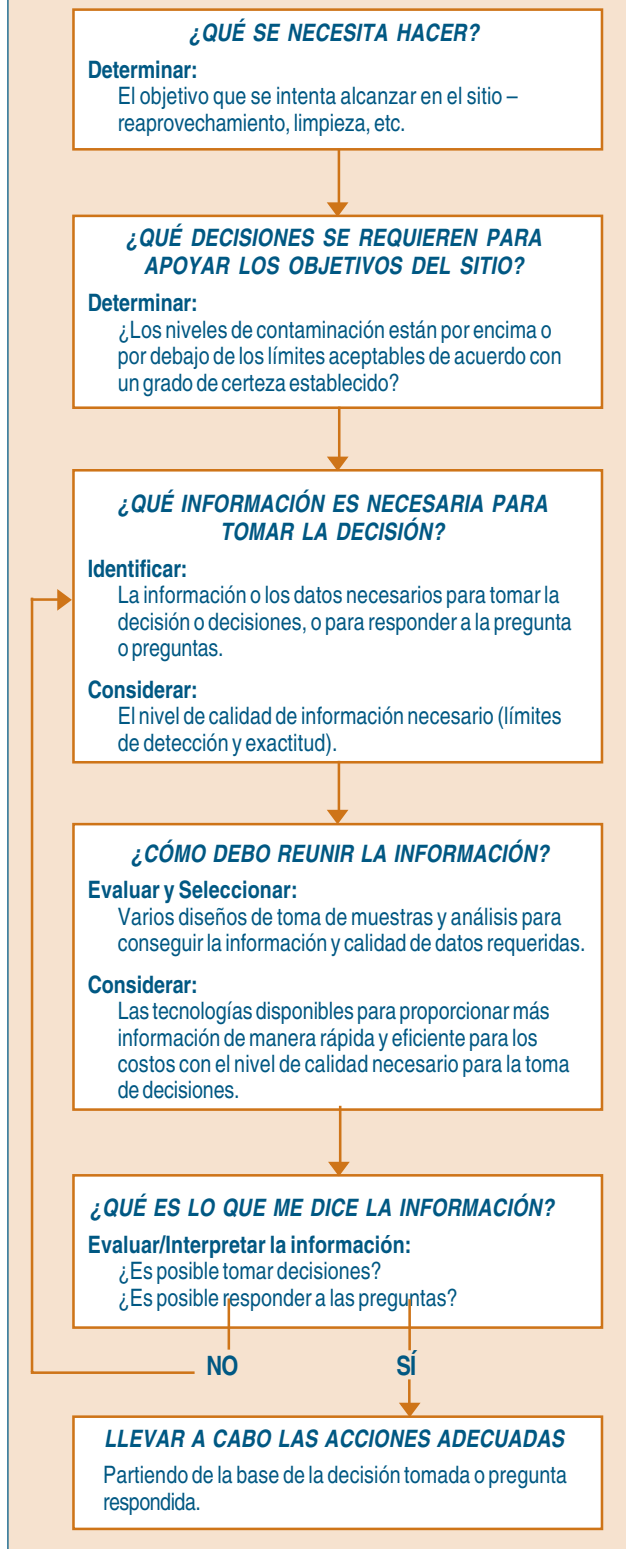 ¿QUÉ SE NECESITA HACER?
Determinar:
El objetivo que se intenta alcanzar en el sitio –
reaprovechamiento, limpieza, etc.
¿QUÉ DECISIONES SE REQUIEREN PARA
APOYAR LOS OBJETIVOS DEL SITIO?
Determinar:
¿Los niveles de contaminación están por encima o
por debajo de los límites aceptables de acuerdo con
un grado de certeza establecido?
¿QUÉ INFORMACIÓN ES NECESARIA PARA
TOMAR LA DECISIÓN?
Identificar:
La información o los datos necesarios para tomar la
decisión o decisiones, o para responder a la pregunta
o preguntas.
Considerar:
El nivel de calidad de información necesario (límites
de detección y exactitud).
¿CÓMO DEBO REUNIR LA INFORMACIÓN?
Evaluar y Seleccionar:
Varios diseños de toma de muestras y análisis para
conseguir la información y calidad de datos requeridas.
Considerar:
Las tecnologías disponibles para proporcionar más
información de manera rápida y eficiente para los
costos con el nivel de calidad necesario para la toma
de decisiones.
¿QUÉ ES LO QUE ME DICE LA INFORMACIÓN?
Evaluar/Interpretar la información:
¿Es posible tomar decisiones?
¿Es posible responder a las preguntas?
NO SÍ
LLEVAR A CABO LAS ACCIONES ADECUADAS
Partiendo de la base de la decisión tomada o pregunta
respondida.